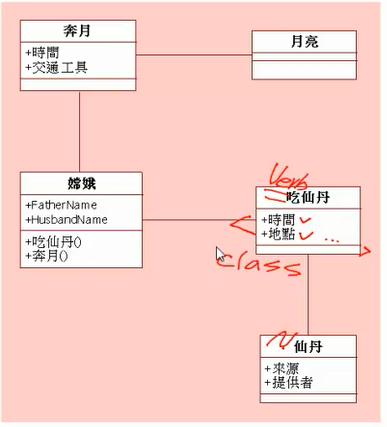 奔月
+時間
+交通工具
月亮
嫦娥
+FatherName
+HusbandName
+吃仙丹()
+奔月()
Verb
吃仙丹
+時間
+地點 ...
class
N.
仙丹
+來源
+提供者